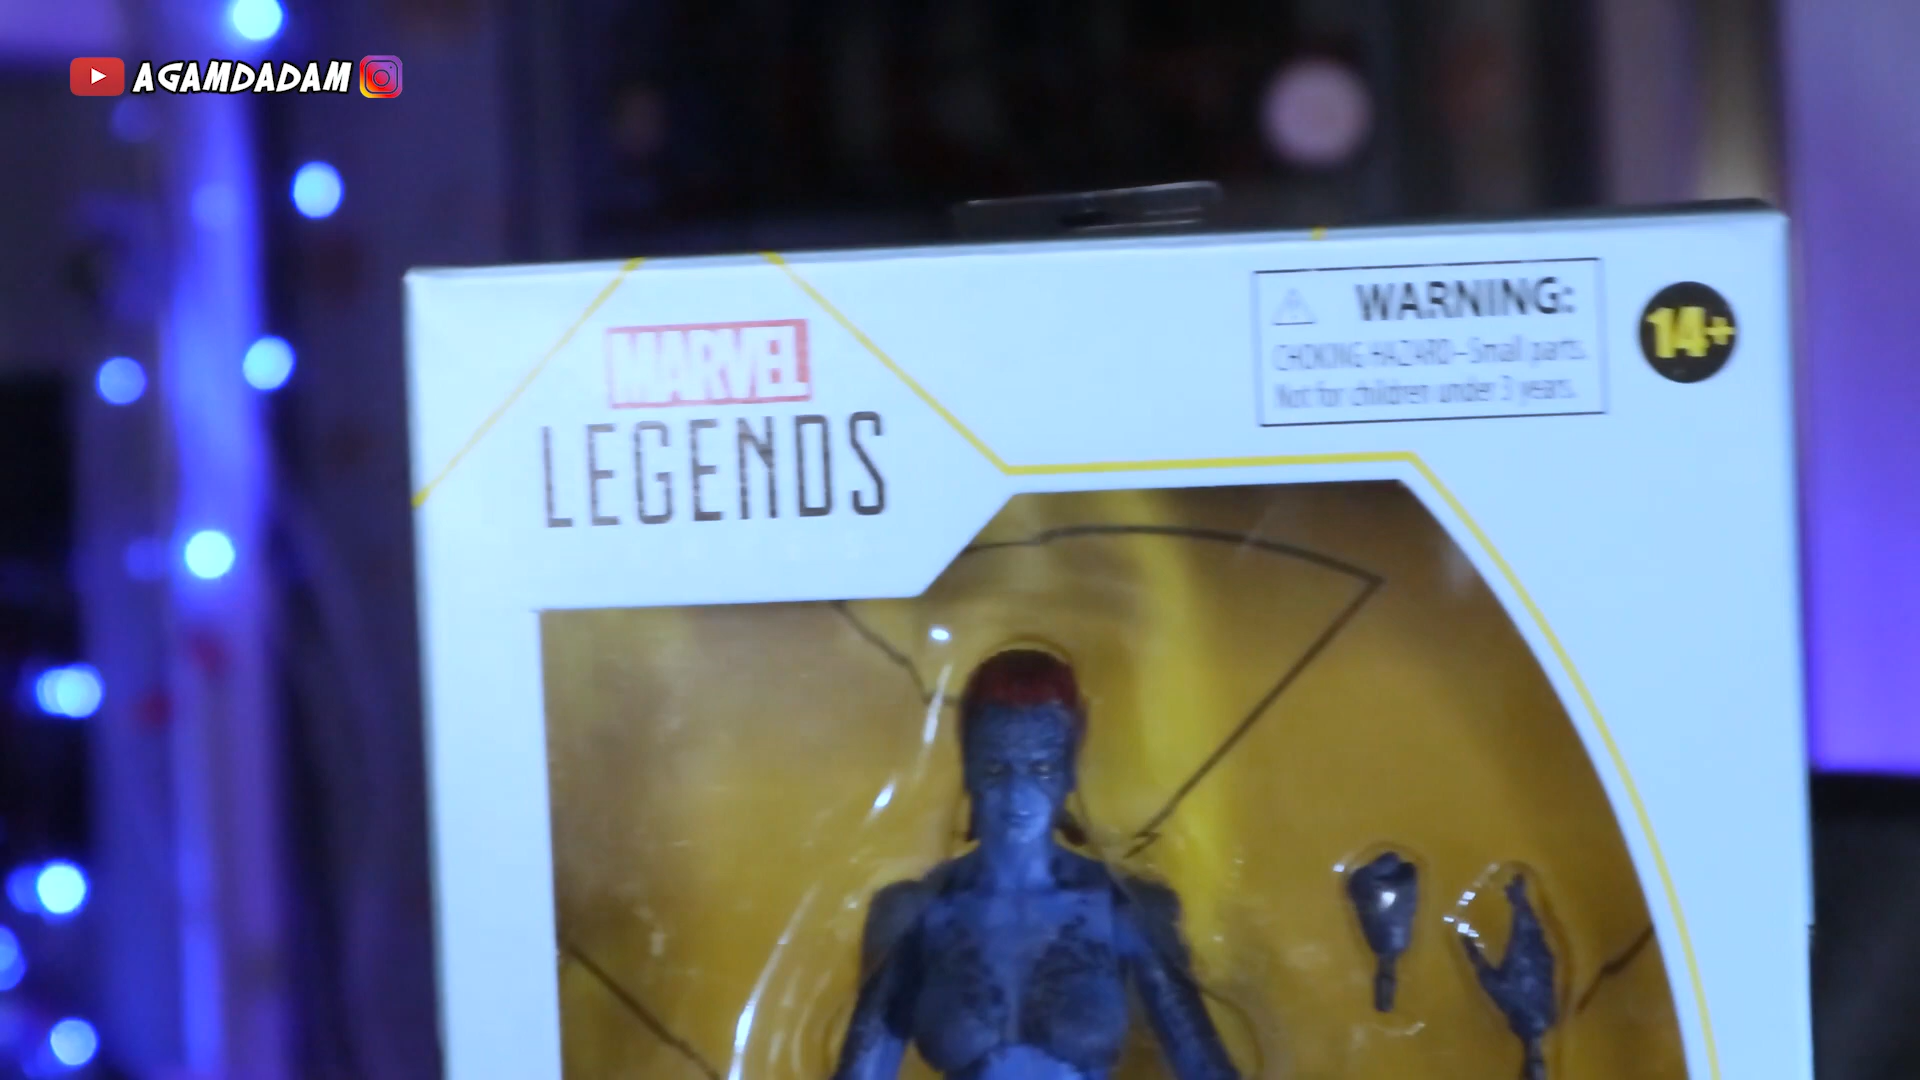 AGAMDADAM
MARVEL
LEGENDS
WARNING:
CHOKING HAZARD–Small parts.
Not for children under 3 years.
14+